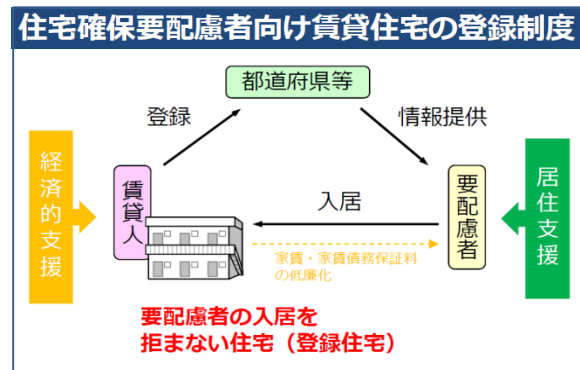 住宅確保要配慮者向け賃貸住宅の登録制度
都道府県等
登録
情報提供
経済的支援
賃貸人
入居
要配慮者
居住支援
家賃・家賃債務保証料
の低廉化
要配慮者の入居を
拒まない住宅（登録住宅）